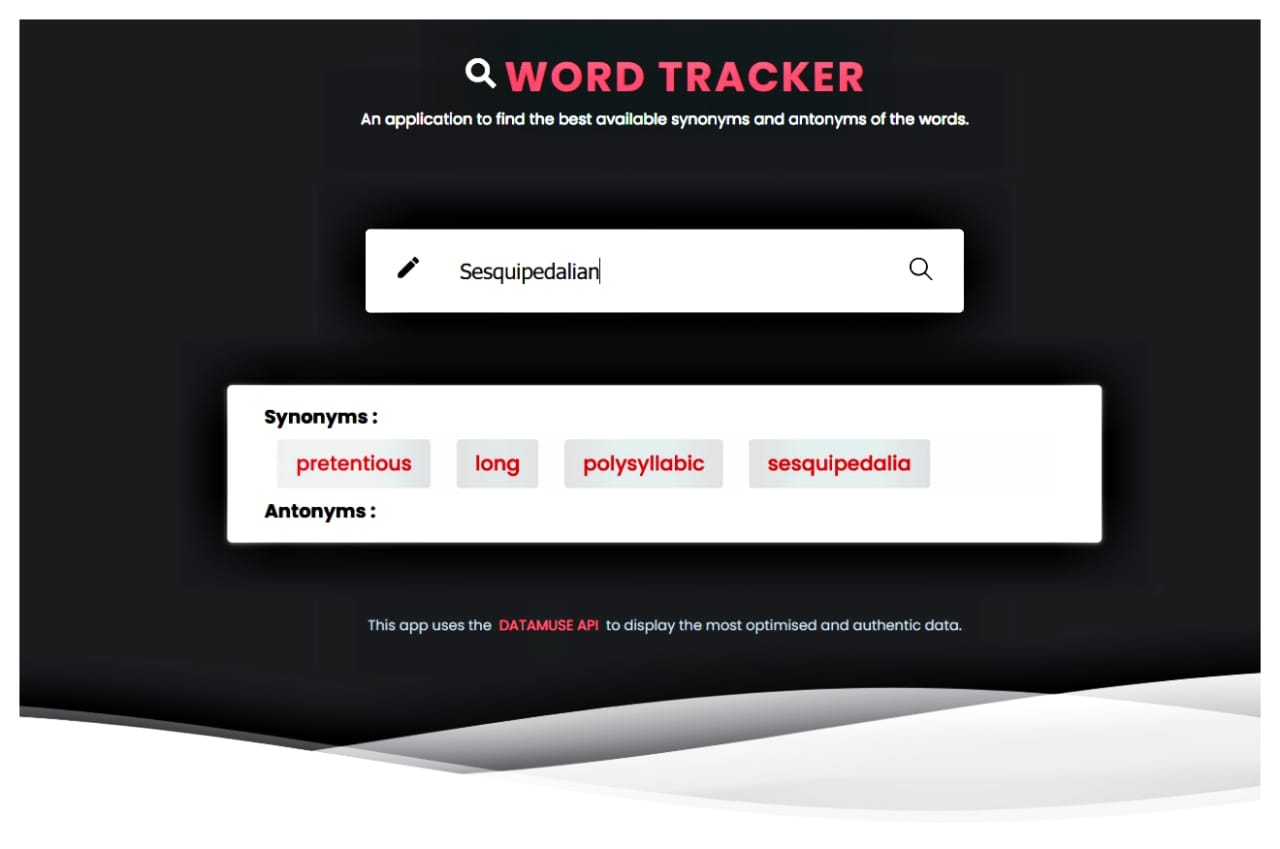 WORD TRACKER
An application to find the best available synonyms and antonyms of the words.
Sesquipedalian
Synonyms :
pretentious long polysyllabic sesquipedalia
Antonyms :
This app uses the DATAMUSE API to display the most optimised and authentic data.